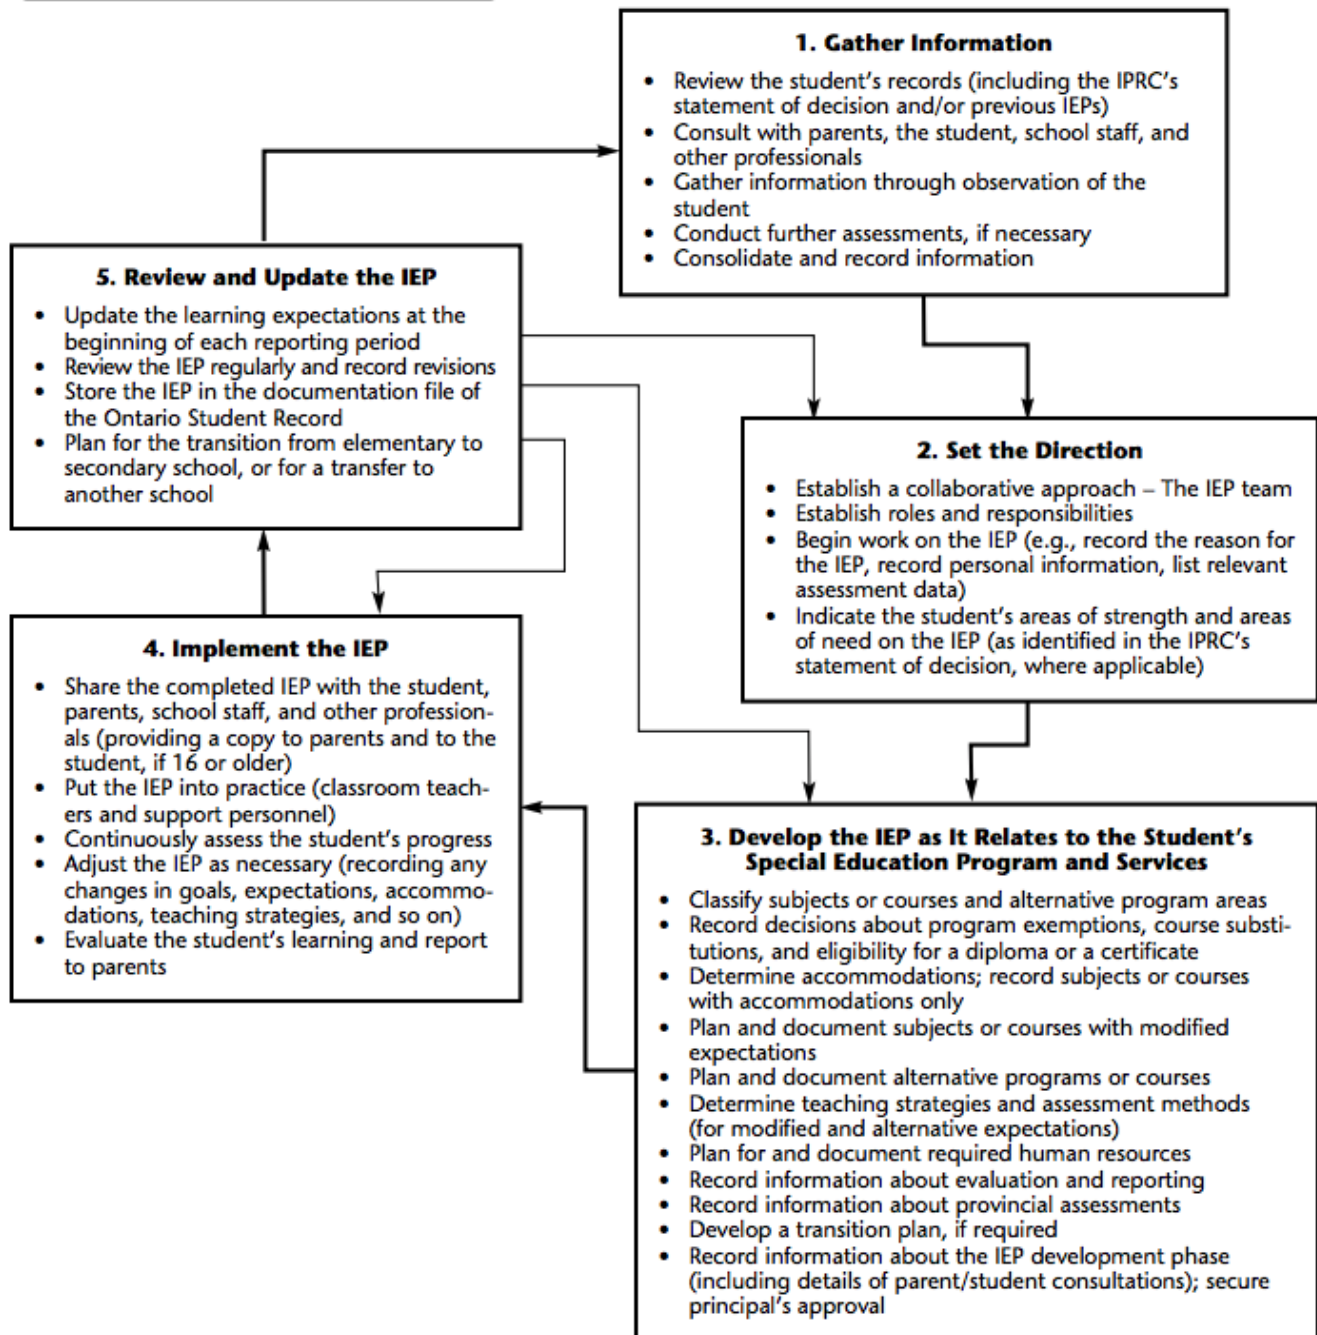 1. Gather Information
• Review the student's records (including the IPRC's
statement of decision and/or previous IEPs)
• Consult with parents, the student, school staff, and
other professionals
• Gather information through observation of the
student
• Conduct further assessments, if necessary
• Consolidate and record information
5. Review and Update the IEP
• Update the learning expectations at the
beginning of each reporting period
• Review the IEP regularly and record revisions
• Store the IEP in the documentation file of
the Ontario Student Record
• Plan for the transition from elementary to
secondary school, or for a transfer to
another school
2. Set the Direction
• Establish a collaborative approach – The IEP team
• Establish roles and responsibilities
• Begin work on the IEP (e.g., record the reason for
the IEP, record personal information, list relevant
assessment data)
• Indicate the student's areas of strength and areas
of need on the IEP (as identified in the IPRC's
statement of decision, where applicable)
4. Implement the IEP
• Share the completed IEP with the student,
parents, school staff, and other profession-
als (providing a copy to parents and to the
student, if 16 or older)
• Put the IEP into practice (classroom teach-
ers and support personnel)
• Continuously assess the student's progress
• Adjust the IEP as necessary (recording any
changes in goals, expectations, accommo-
dations, teaching strategies, and so on)
• Evaluate the student's learning and report
to parents
3. Develop the IEP as It Relates to the Student's
Special Education Program and Services
• Classify subjects or courses and alternative program areas
• Record decisions about program exemptions, course substi-
tutions, and eligibility for a diploma or a certificate
• Determine accommodations; record subjects or courses
with accommodations only
• Plan and document subjects or courses with modified
expectations
• Plan and document alternative programs or courses
• Determine teaching strategies and assessment methods
(for modified and alternative expectations)
• Plan for and document required human resources
• Record information about evaluation and reporting
• Record information about provincial assessments
• Develop a transition plan, if required
• Record information about the IEP development phase
(including details of parent/student consultations); secure
principal's approval